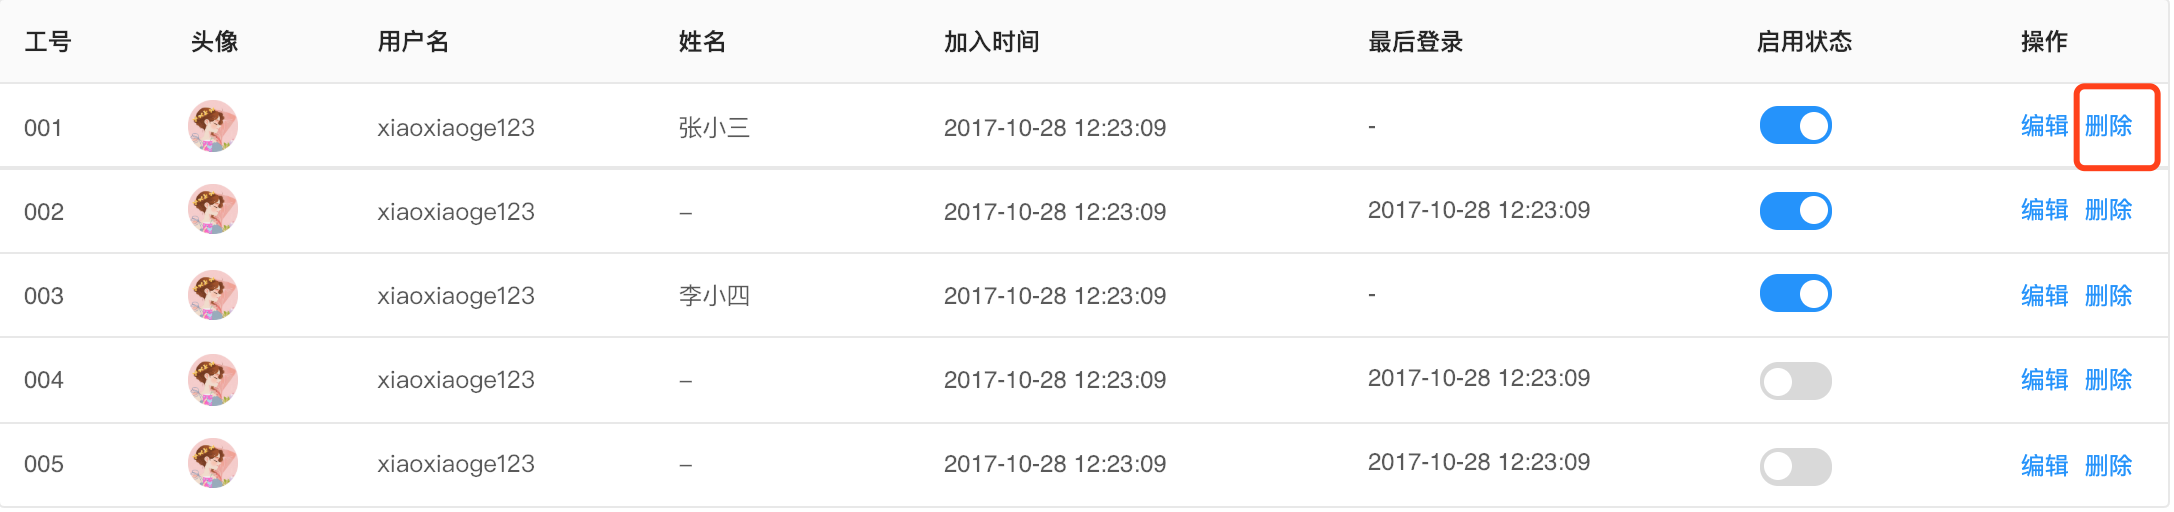 工号 头像 用户名 姓名 加入时间 最后登录 启用状态 操作
001 xiaoxiaoge123 张小三 2017-10-28 12:23:09 - 编辑 删除
002 xiaoxiaoge123 – 2017-10-28 12:23:09 2017-10-28 12:23:09 编辑 删除
003 xiaoxiaoge123 李小四 2017-10-28 12:23:09 - 编辑 删除
004 xiaoxiaoge123 – 2017-10-28 12:23:09 2017-10-28 12:23:09 编辑 删除
005 xiaoxiaoge123 – 2017-10-28 12:23:09 2017-10-28 12:23:09 编辑 删除